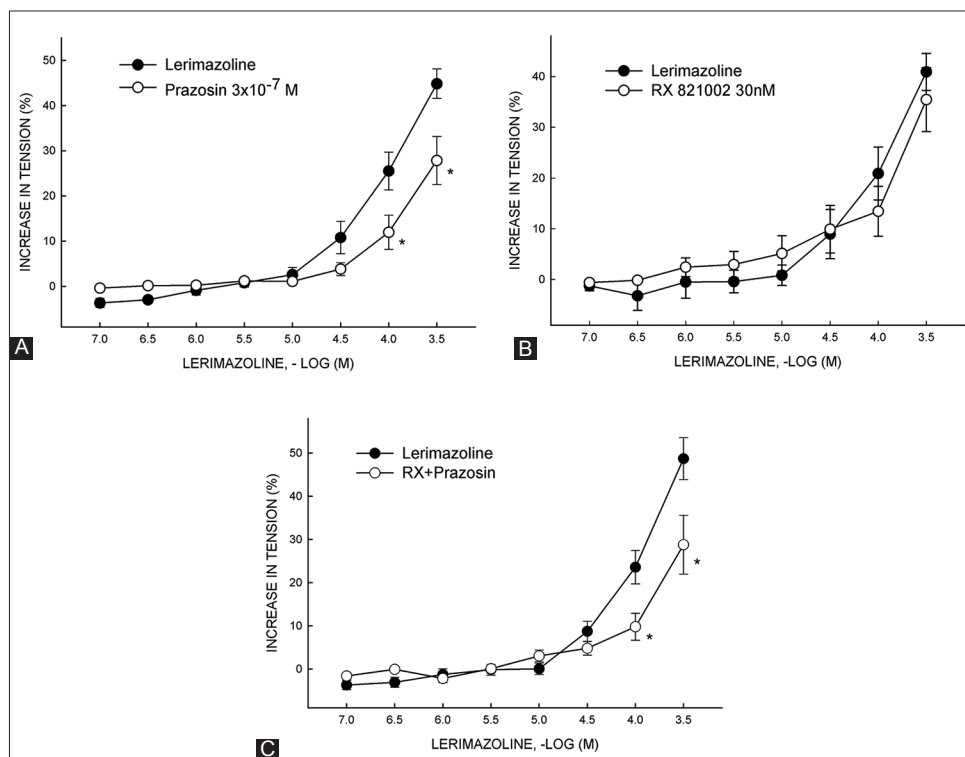 Lerimazoline
Prazosin 3x10⁻⁷ M
INCREASE IN TENSION (%)
50
40
30
20
10
0
*
*
7.0 6.5 6.0 5.5 5.0 4.5 4.0 3.5
LERIMAZOLINE, - LOG (M)
A
Lerimazoline
RX 821002 30nM
INCREASE IN TENSION (%)
40
30
20
10
0
7.0 6.5 6.0 5.5 5.0 4.5 4.0 3.5
LERIMAZOLINE, -LOG (M)
B
Lerimazoline
RX+Prazosin
INCREASE IN TENSION (%)
50
40
30
20
10
0
*
*
7.0 6.5 6.0 5.5 5.0 4.5 4.0 3.5
LERIMAZOLINE, -LOG (M)
C